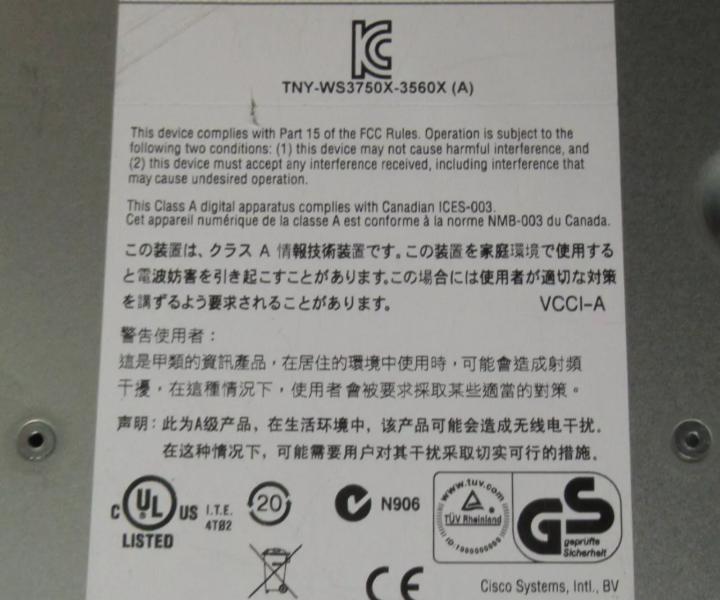 TNY-WS3750X-3560X (A)
This device complies with Part 15 of the FCC Rules. Operation is subject to the
following two conditions: (1) this device may not cause harmful interference, and
(2) this device must accept any interference received, including interference that
may cause undesired operation.
This Class A digital apparatus complies with Canadian ICES-003.
Cet appareil numérique de la classe A est conforme à la norme NMB-003 du Canada.
この装置は、クラス A 情報技術装置です。この装置を家庭環境で使用する
と電波妨害を引き起こすことがあります。この場合には使用者が適切な対策
を講ずるよう要求されることがあります。 VCCI-A
警告使用者：
這是甲類的資訊產品，在居住的環境中使用時，可能會造成射頻
干擾，在這種情況下，使用者會被要求採取某些適當的對策。
声明：此为A级产品，在生活环境中，该产品可能会造成无线电干扰。
在这种情况下，可能需要用户对其干扰采取切实可行的措施。
C UL US LISTED
I.T.E.
4T82
20
N906
www.tuv.com
TÜV Rheinland
GS
geprüfte
Sicherheit
CE
Cisco Systems, Intl., BV